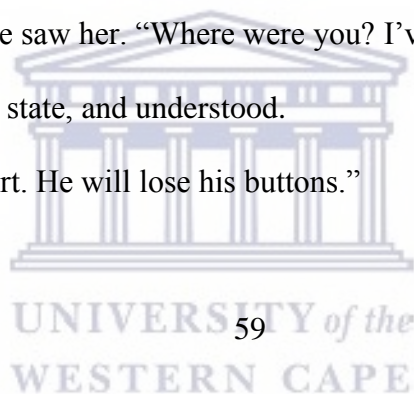 e saw her. “Where were you? I’v
state, and understood.
rt. He will lose his buttons.”
59
UNIVERSITY of the
WESTERN CAPE